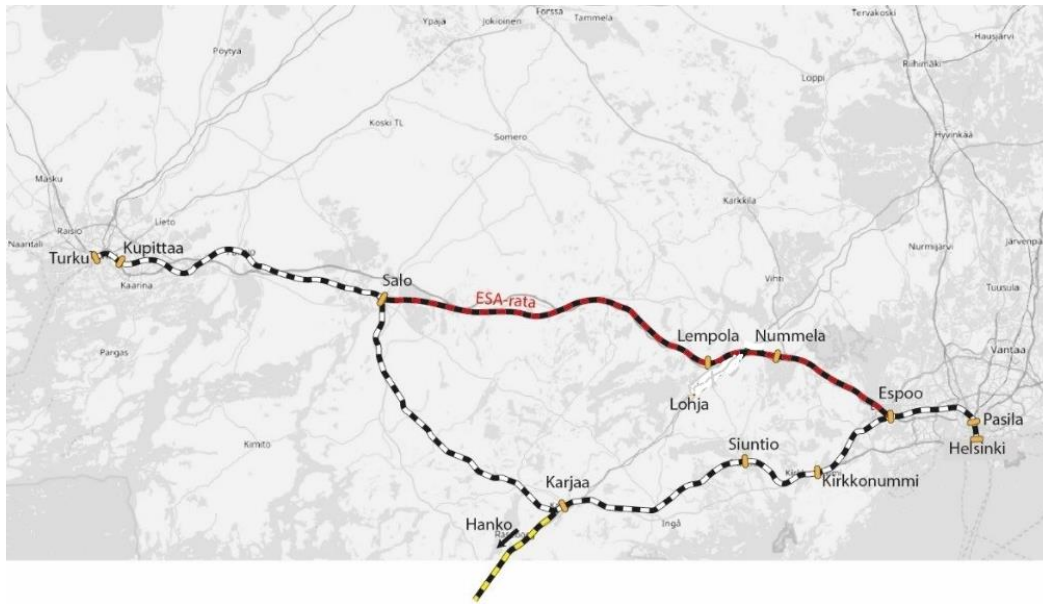 Ypäjä
Jokioinen
Forssa
Tammela
Tervakoski
Hausjärvi
Pöytyä
Riihimäki
Loppi
Koski TL
Somero
Hyvinkää
Masku
Karkkila
Lieto
Raisio
Naantali
Nurmijärvi
Järvenpä
Turku
Kupittaa
Kaarina
Salo
Vihti
Tuusula
ESA-rata
Lempola
Nummela
Vantaa
Pargas
Lohja
Espoo
Pasila
Helsinki
Kimito
Siuntio
Kirkkonummi
Karjaa
Hanko
Ingå